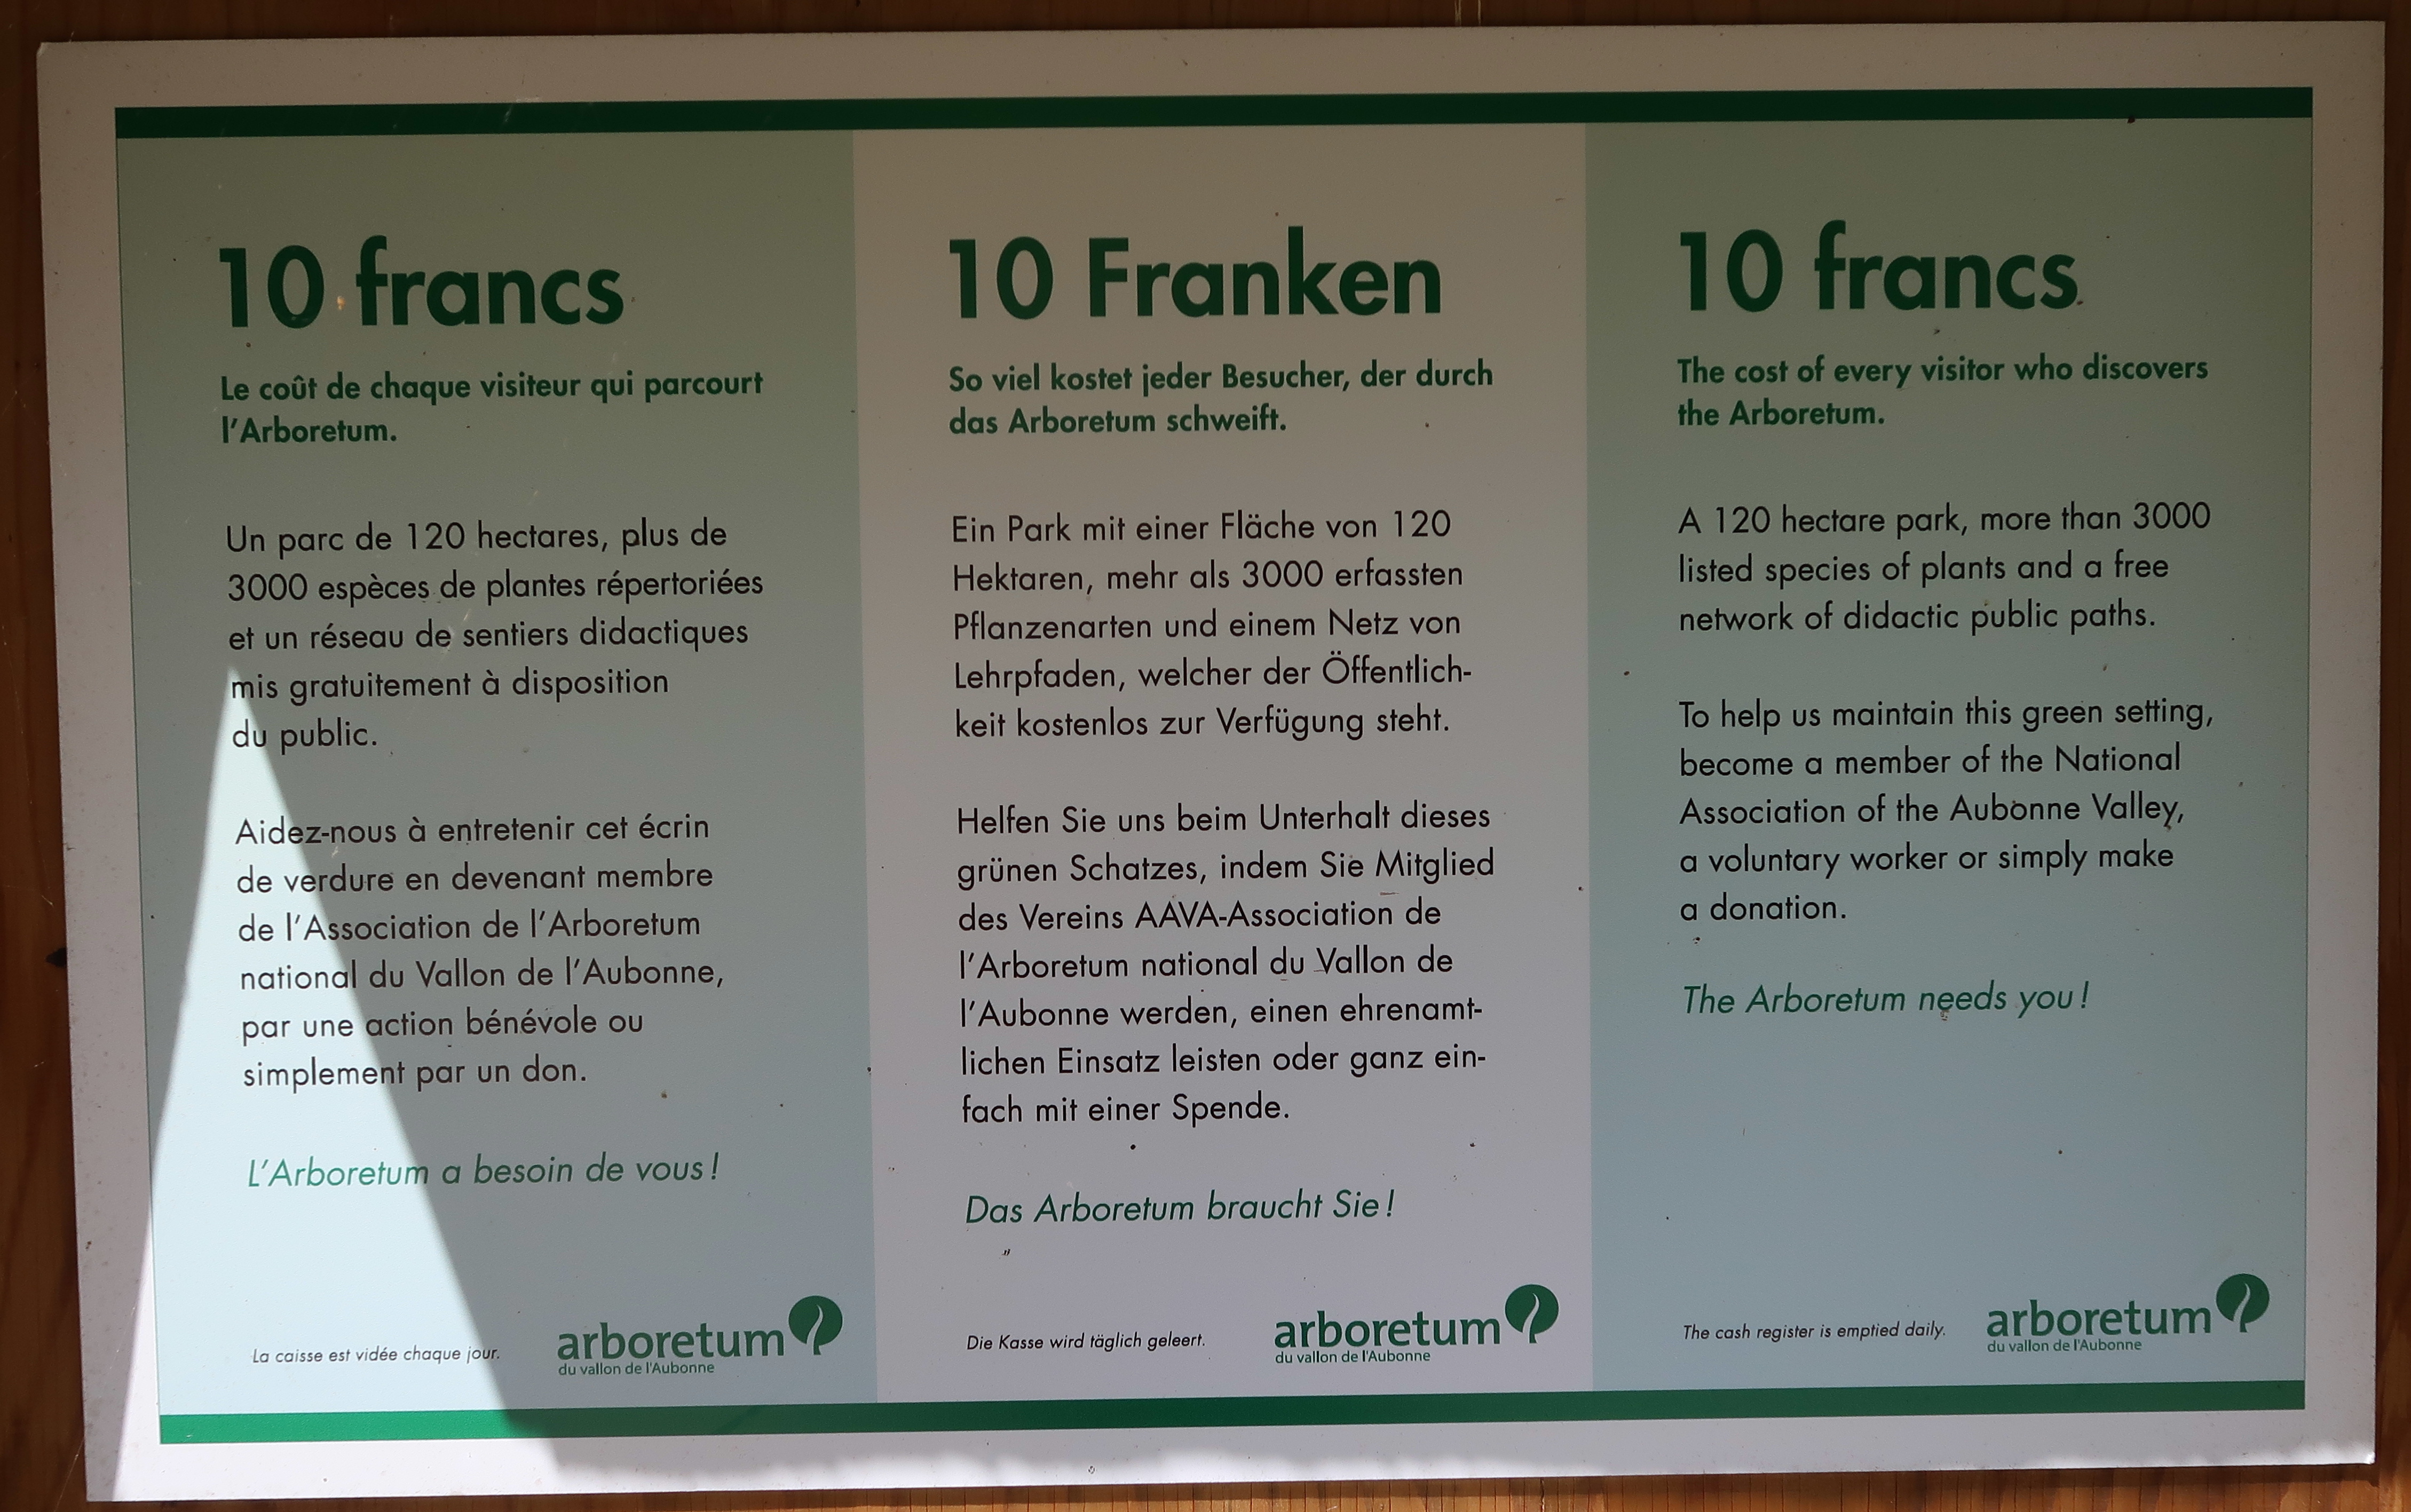 10 francs
Le coût de chaque visiteur qui parcourt
l'Arboretum.
Un parc de 120 hectares, plus de
3000 espèces de plantes répertoriées
et un réseau de sentiers didactiques
mis gratuitement à disposition
du public.
Aidez-nous à entretenir cet écrin
de verdure en devenant membre
de l'Association de l'Arboretum
national du Vallon de l'Aubonne,
par une action bénévole ou
simplement par un don.
L'Arboretum a besoin de vous !
La caisse est vidée chaque jour.
arboretum
du vallon de l'Aubonne
10 Franken
So viel kostet jeder Besucher, der durch
das Arboretum schweift.
Ein Park mit einer Fläche von 120
Hektaren, mehr als 3000 erfassten
Pflanzenarten und einem Netz von
Lehrpfaden, welcher der Öffentlich-
keit kostenlos zur Verfügung steht.
Helfen Sie uns beim Unterhalt dieses
grünen Schatzes, indem Sie Mitglied
des Vereins AAVA-Association de
l'Arboretum national du Vallon de
l'Aubonne werden, einen ehrenamt-
lichen Einsatz leisten oder ganz ein-
fach mit einer Spende.
Das Arboretum braucht Sie !
Die Kasse wird täglich geleert.
arboretum
du vallon de l'Aubonne
10 francs
The cost of every visitor who discovers
the Arboretum.
A 120 hectare park, more than 3000
listed species of plants and a free
network of didactic public paths.
To help us maintain this green setting,
become a member of the National
Association of the Aubonne Valley,
a voluntary worker or simply make
a donation.
The Arboretum needs you !
The cash register is emptied daily.
arboretum
du vallon de l'Aubonne